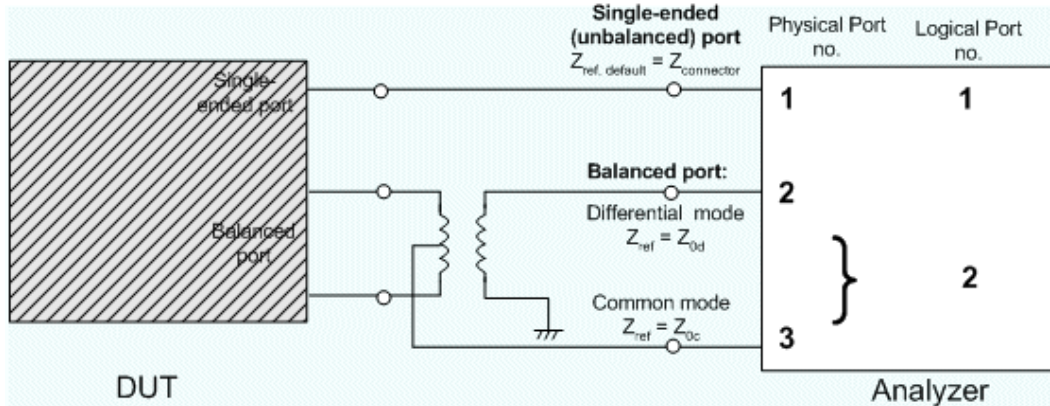 Single-ended
(unbalanced) port
Zref, default = Zconnector
Physical Port
no.
Logical Port
no.
Single-
ended port
1
1
Balanced port:
2
Differential mode
Zref = Z0d
Balanced
port
}
2
Common mode
Zref = Z0c
3
DUT
Analyzer